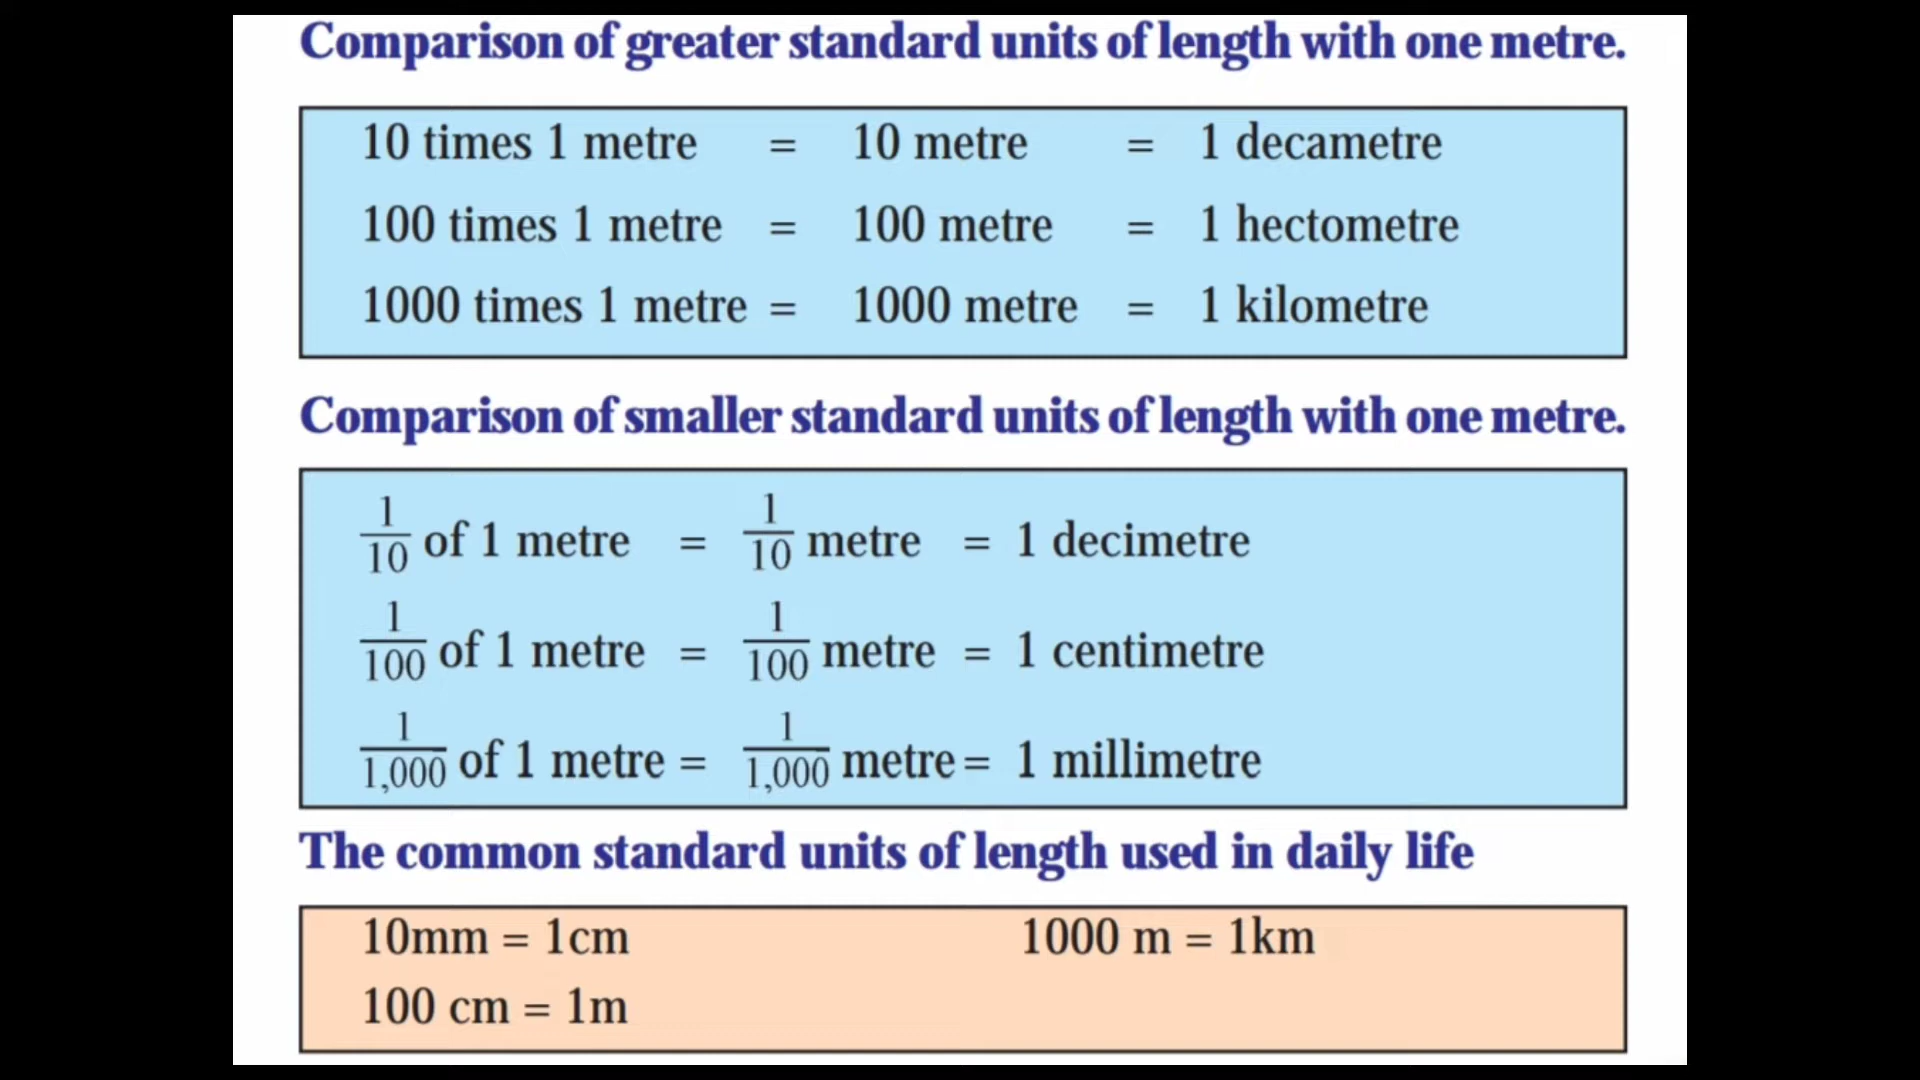 Comparison of greater standard units of length with one metre.
10 times 1 metre = 10 metre = 1 decametre
100 times 1 metre = 100 metre = 1 hectometre
1000 times 1 metre = 1000 metre = 1 kilometre
Comparison of smaller standard units of length with one metre.
1/10 of 1 metre = 1/10 metre = 1 decimetre
1/100 of 1 metre = 1/100 metre = 1 centimetre
1/1,000 of 1 metre = 1/1,000 metre = 1 millimetre
The common standard units of length used in daily life
10mm = 1cm 1000 m = 1km
100 cm = 1m